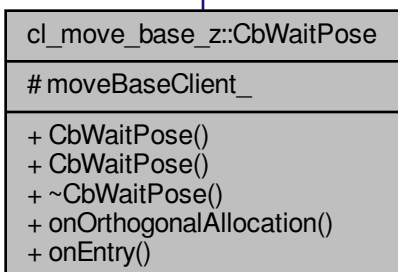 cl_move_base_z::CbWaitPose
# moveBaseClient_
+ CbWaitPose()
+ CbWaitPose()
+ ~CbWaitPose()
+ onOrthogonalAllocation()
+ onEntry()